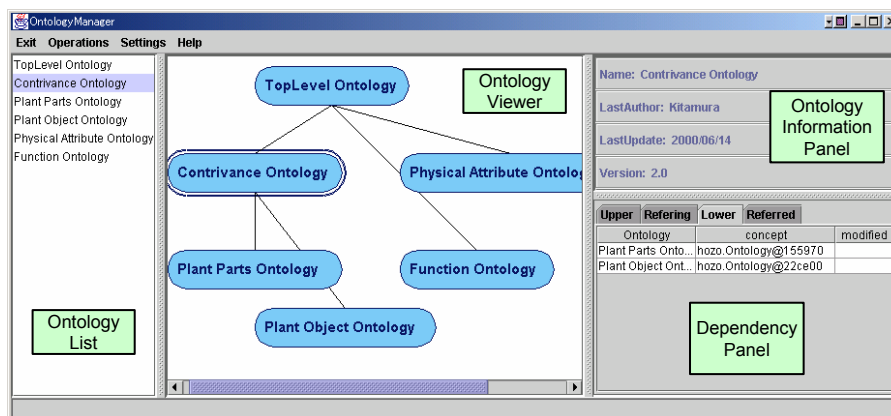 OntologyManager
Exit Operations Settings Help
TopLevel Ontology
Contrivance Ontology
Plant Parts Ontology
Plant Object Ontology
Physical Attribute Ontology
Function Ontology
Ontology
List
TopLevel Ontology
Ontology
Viewer
Contrivance Ontology
Physical Attribute Ontolog
Plant Parts Ontology
Function Ontology
Plant Object Ontology
Name: Contrivance Ontology
LastAuthor: Kitamura
LastUpdate: 2000/06/14
Version: 2.0
Ontology
Information
Panel
Upper Refering Lower Referred
Ontology concept modified
Plant Parts Onto... hozo.Ontology@155970
Plant Object Ont... hozo.Ontology@22ce00
Dependency
Panel